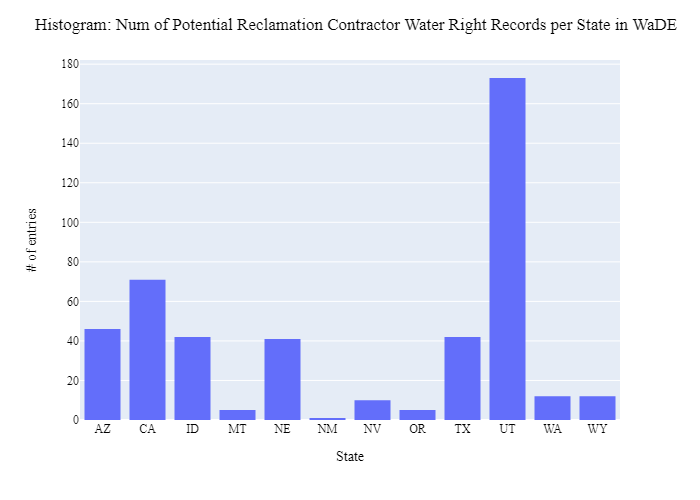 Histogram: Num of Potential Reclamation Contractor Water Right Records per State in WaDE
180
160
140
120
100
80
60
40
20
0
# of entries
AZ CA ID MT NE NM NV OR TX UT WA WY
State